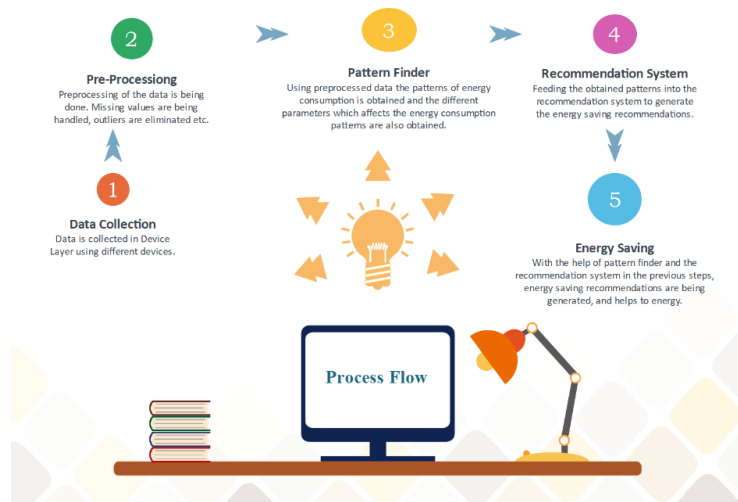 1
Data Collection
Data is collected in Device
Layer using different devices.
2
Pre-Processiong
Preprocessing of the data is being
done. Missing values are being
handled, outliers are eliminated etc.
3
Pattern Finder
Using preprocessed data the patterns of energy
consumption is obtained and the different
parameters which affects the energy consumption
patterns are also obtained.
4
Recommendation System
Feeding the obtained patterns into the
recommendation system to generate
the energy saving recommendations.
5
Energy Saving
With the help of pattern finder and the
recommendation system in the previous steps,
energy saving recommendations are being
generated, and helps to energy.
Process Flow